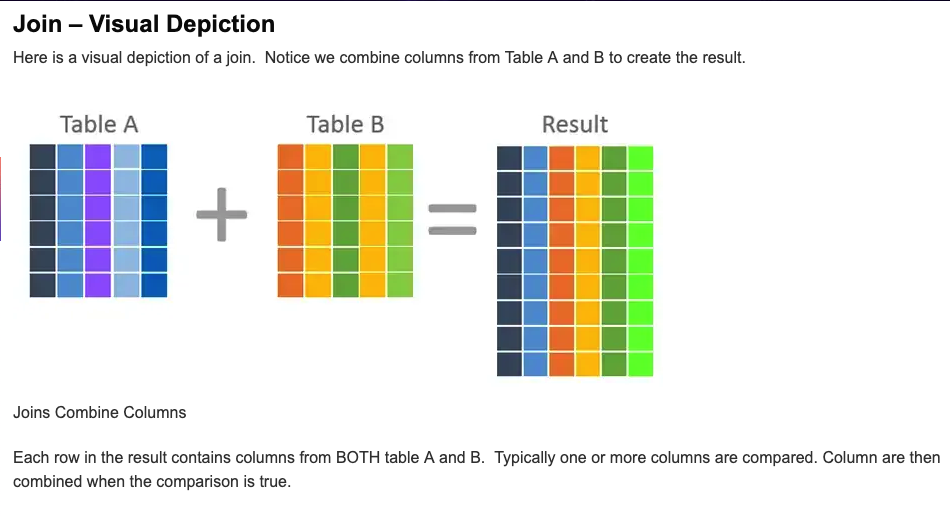 Join – Visual Depiction
Here is a visual depiction of a join.  Notice we combine columns from Table A and B to create the result.
Table A
Table B
Result
Joins Combine Columns
Each row in the result contains columns from BOTH table A and B.  Typically one or more columns are compared. Column are then
combined when the comparison is true.